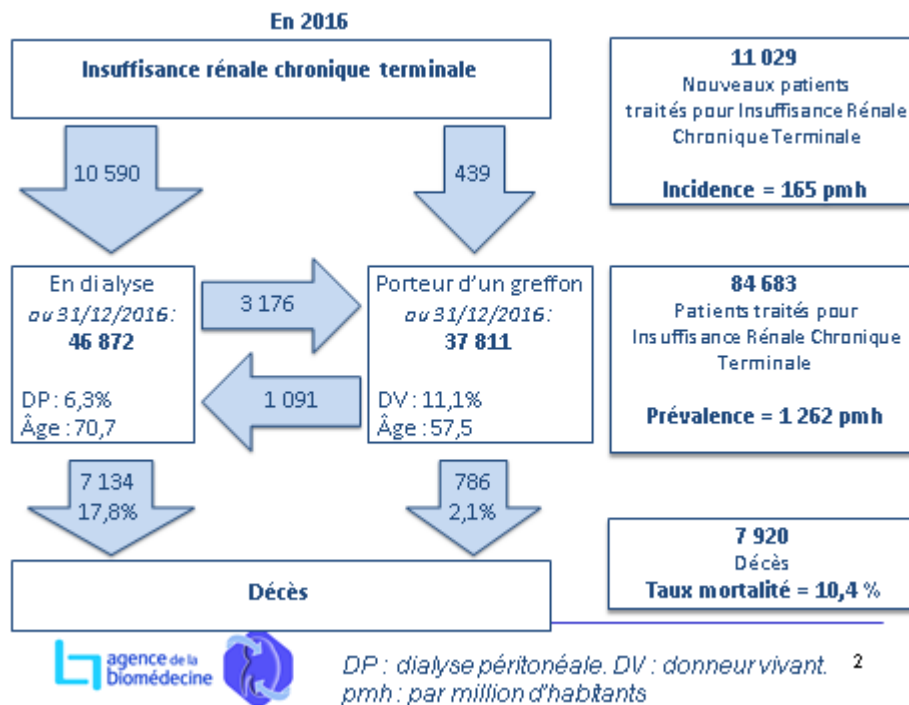 En 2016
Insuffisance rénale chronique terminale
10 590
439
En dialyse
au 31/12/2016:
46 872
DP : 6,3%
Âge : 70,7
3 176
1 091
Porteur d'un greffon
au 31/12/2016:
37 811
DV : 11,1%
Âge : 57,5
7 134
17,8%
786
2,1%
Décès
11 029
Nouveaux patients
traités pour Insuffisance Rénale
Chronique Terminale
Incidence = 165 pmh
84 683
Patients traités pour
Insuffisance Rénale Chronique
Terminale
Prévalence = 1 262 pmh
7 920
Décès
Taux mortalité = 10,4 %
agence de la
biomédecine
DP : dialyse péritonéale. DV : donneur vivant.
pmh : par million d'habitants
2